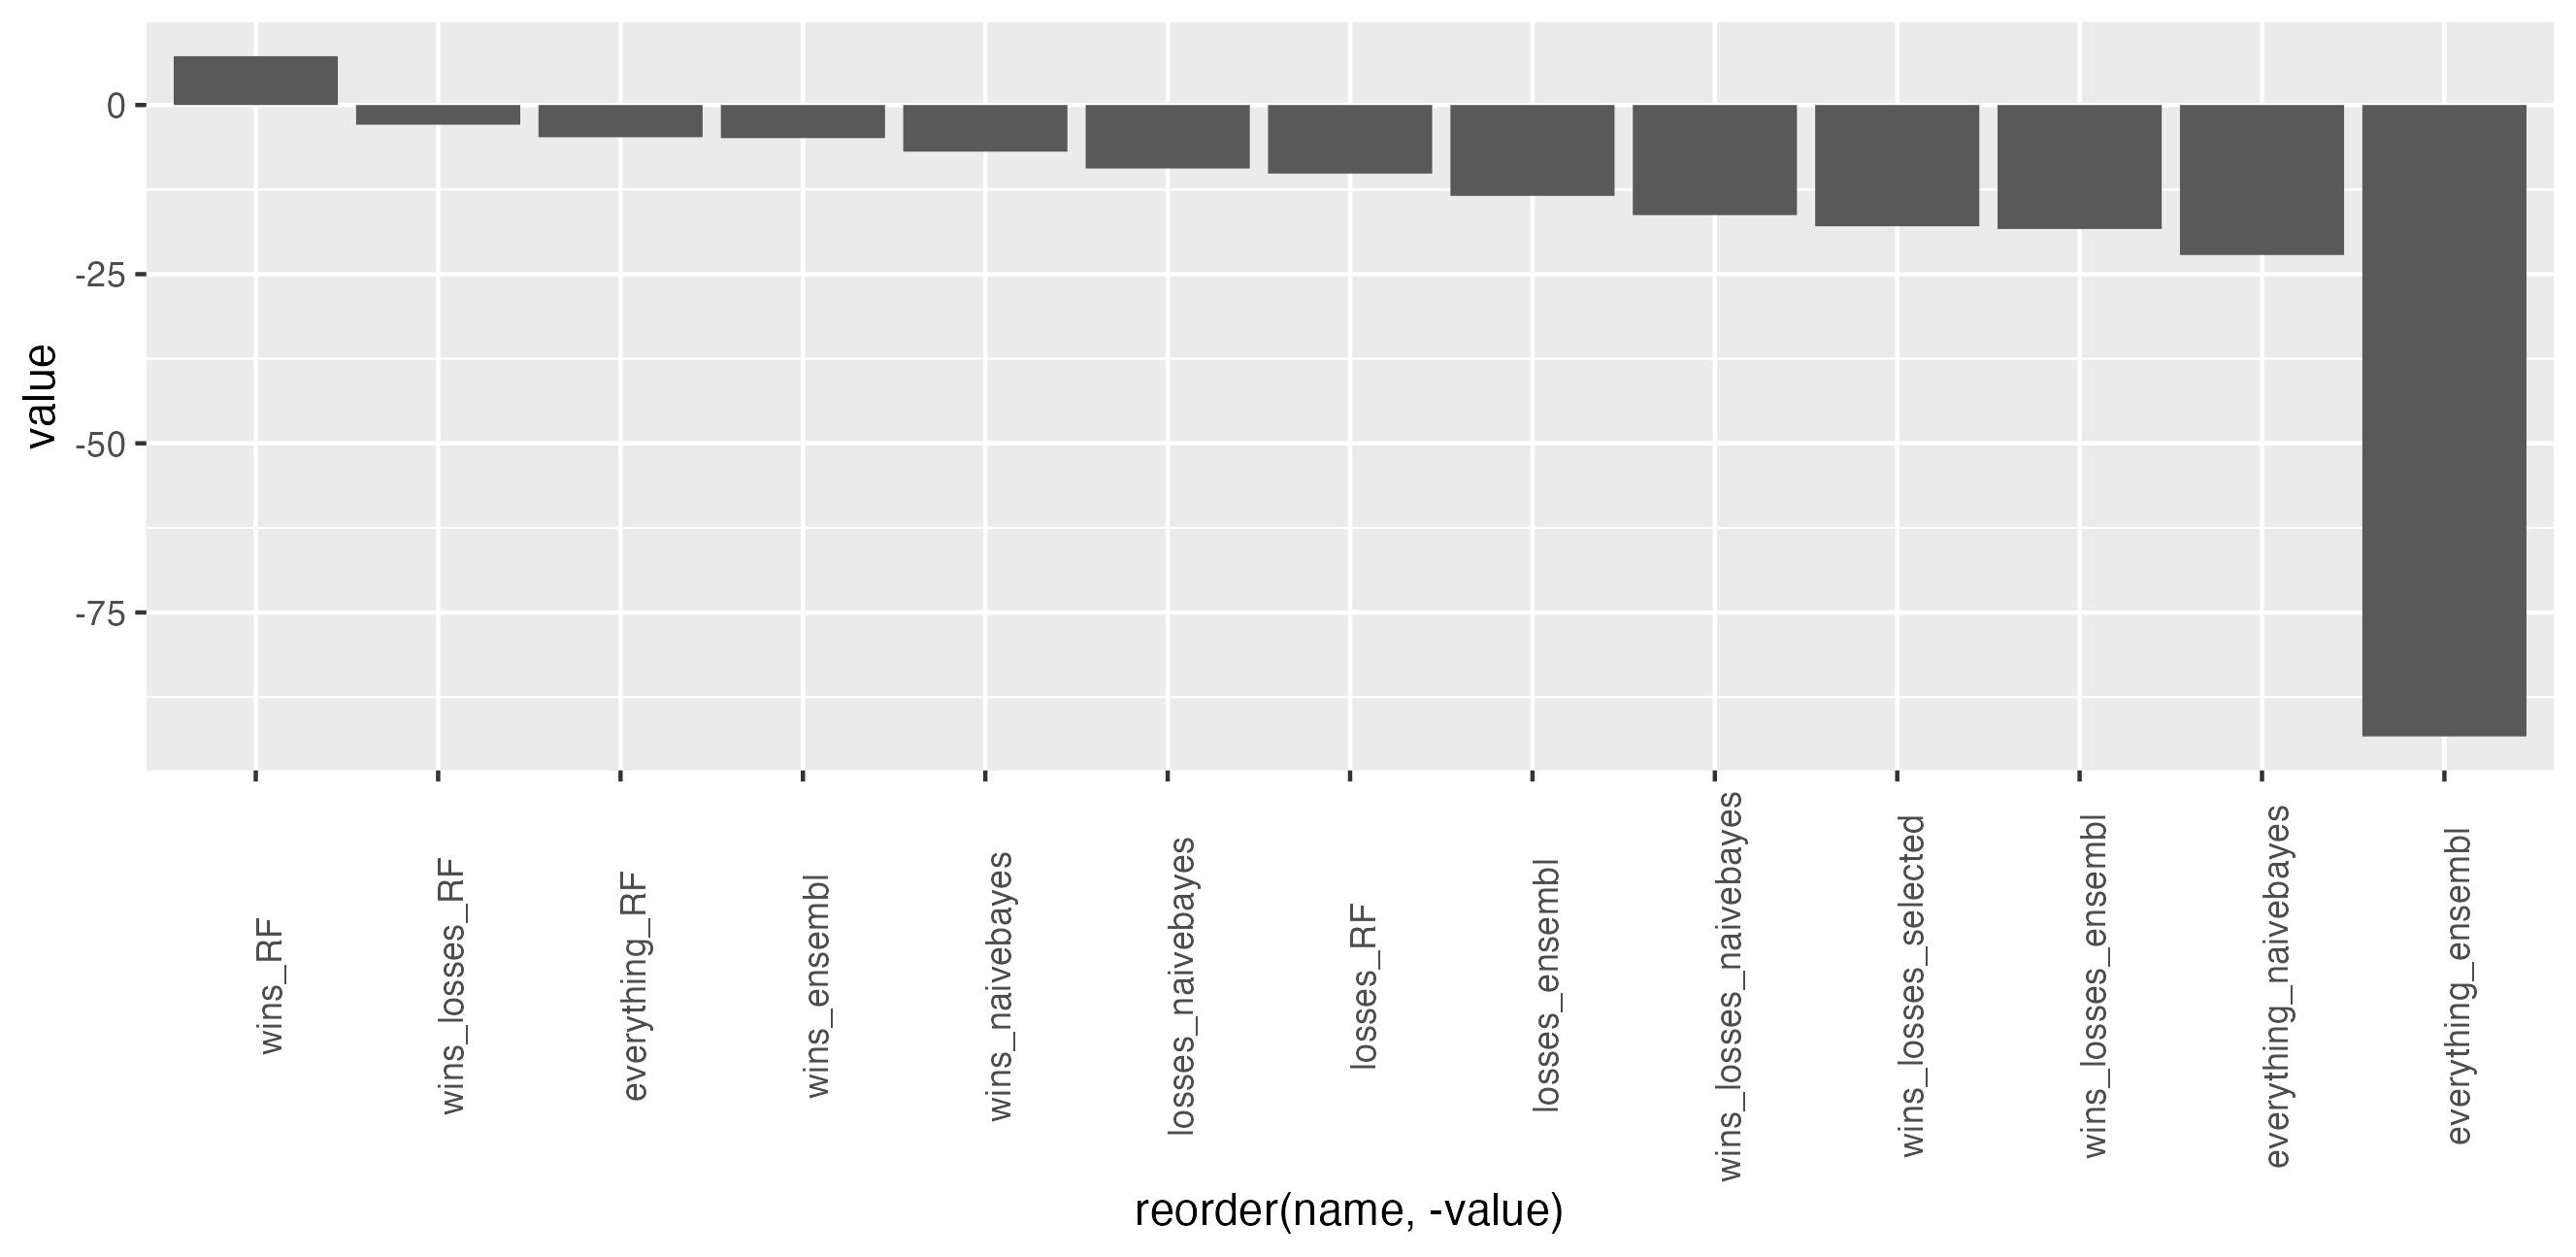 0
-25
-50
-75
value
wins_RF
wins_losses_RF
everything_RF
wins_ensembl
wins_naivebayes
losses_naivebayes
losses_RF
losses_ensembl
wins_losses_naivebayes
wins_losses_selected
wins_losses_ensembl
everything_naivebayes
everything_ensembl
reorder(name, -value)